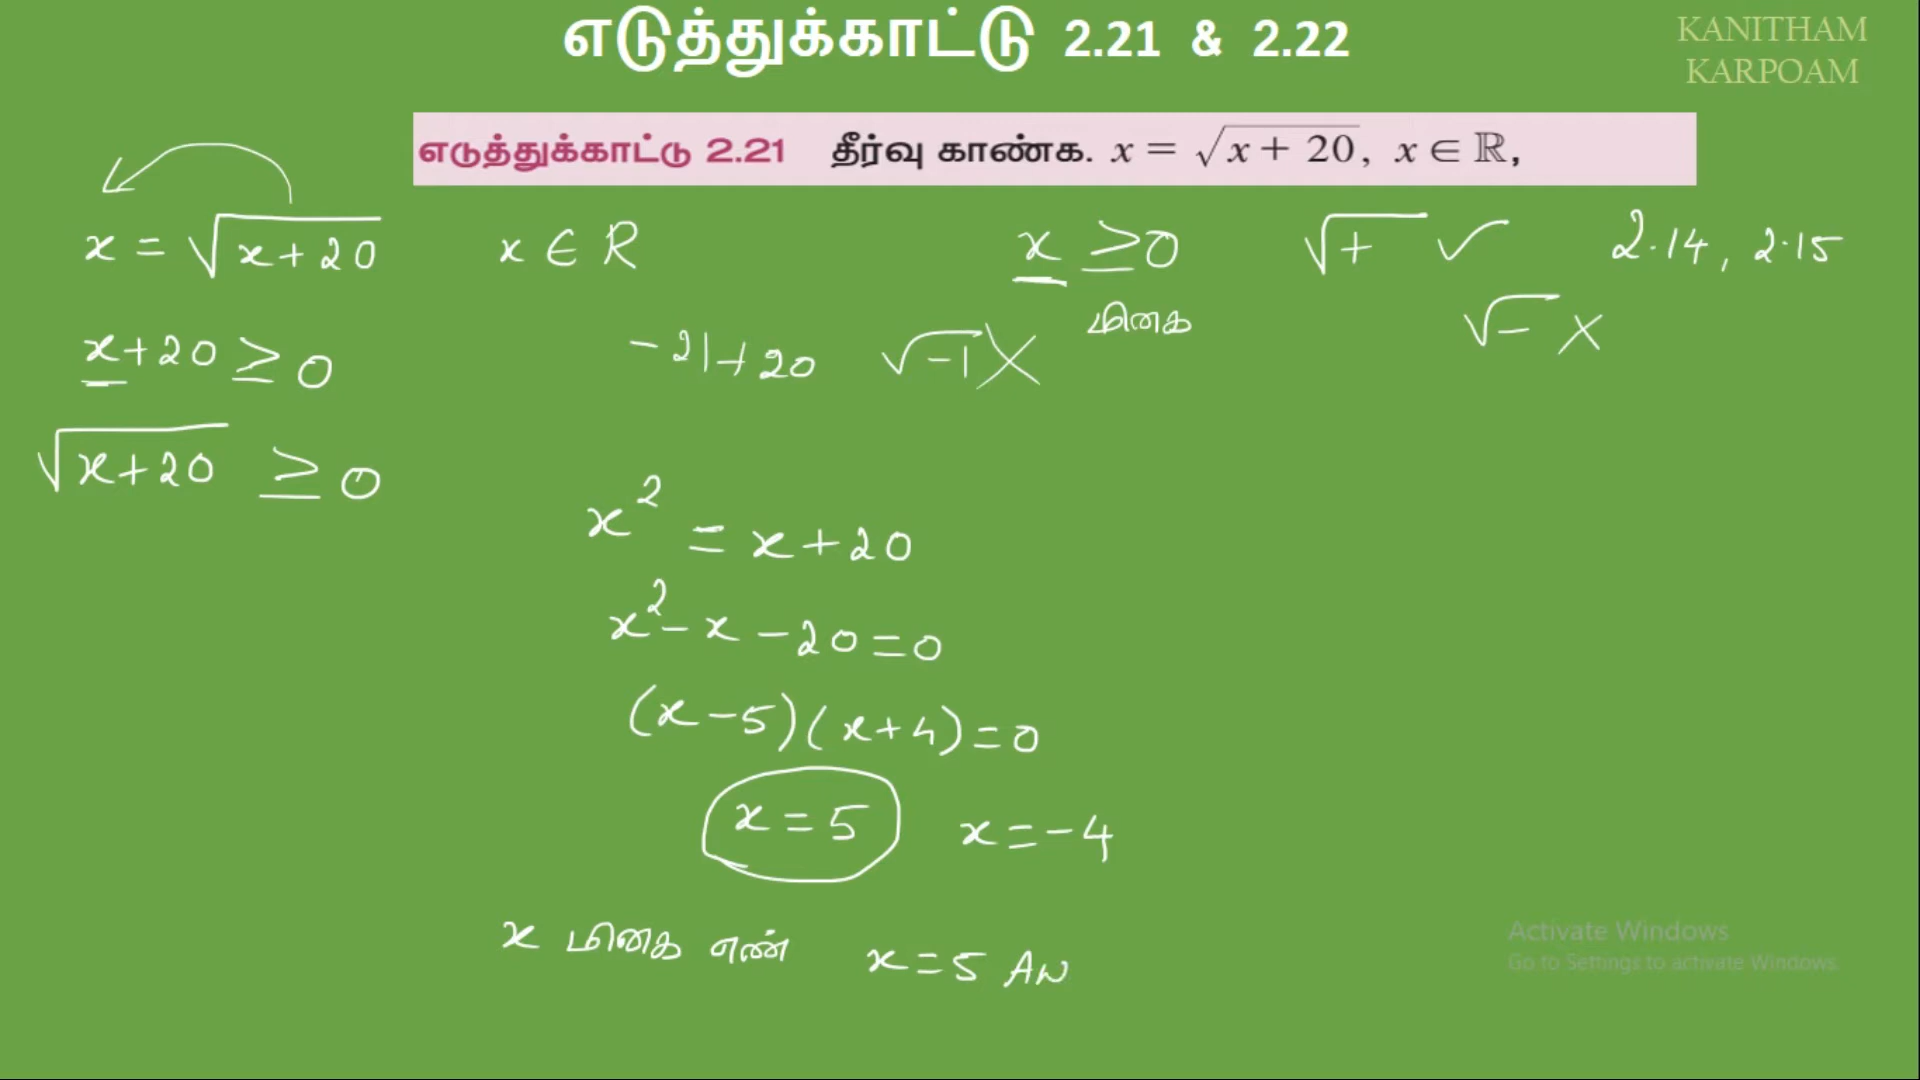 எடுத்துக்காட்டு 2.21 & 2.22
KANITHAM
KARPOAM
எடுத்துக்காட்டு 2.21 தீர்வு காண்க. x = √(x + 20), x ∈ ℝ,
x = √(x+20) x ∈ R x ≥ 0 √+ ✓ 2.14, 2.15
மிகை √- X
x+20 ≥ 0 -21+20 √-1 X
√(x+20) ≥ 0
x² = x+20
x² - x - 20 = 0
(x-5)(x+4) = 0
x = 5 x = -4
x மிகை எண் x = 5
Activate Windows
Go to Settings to activate Windows.